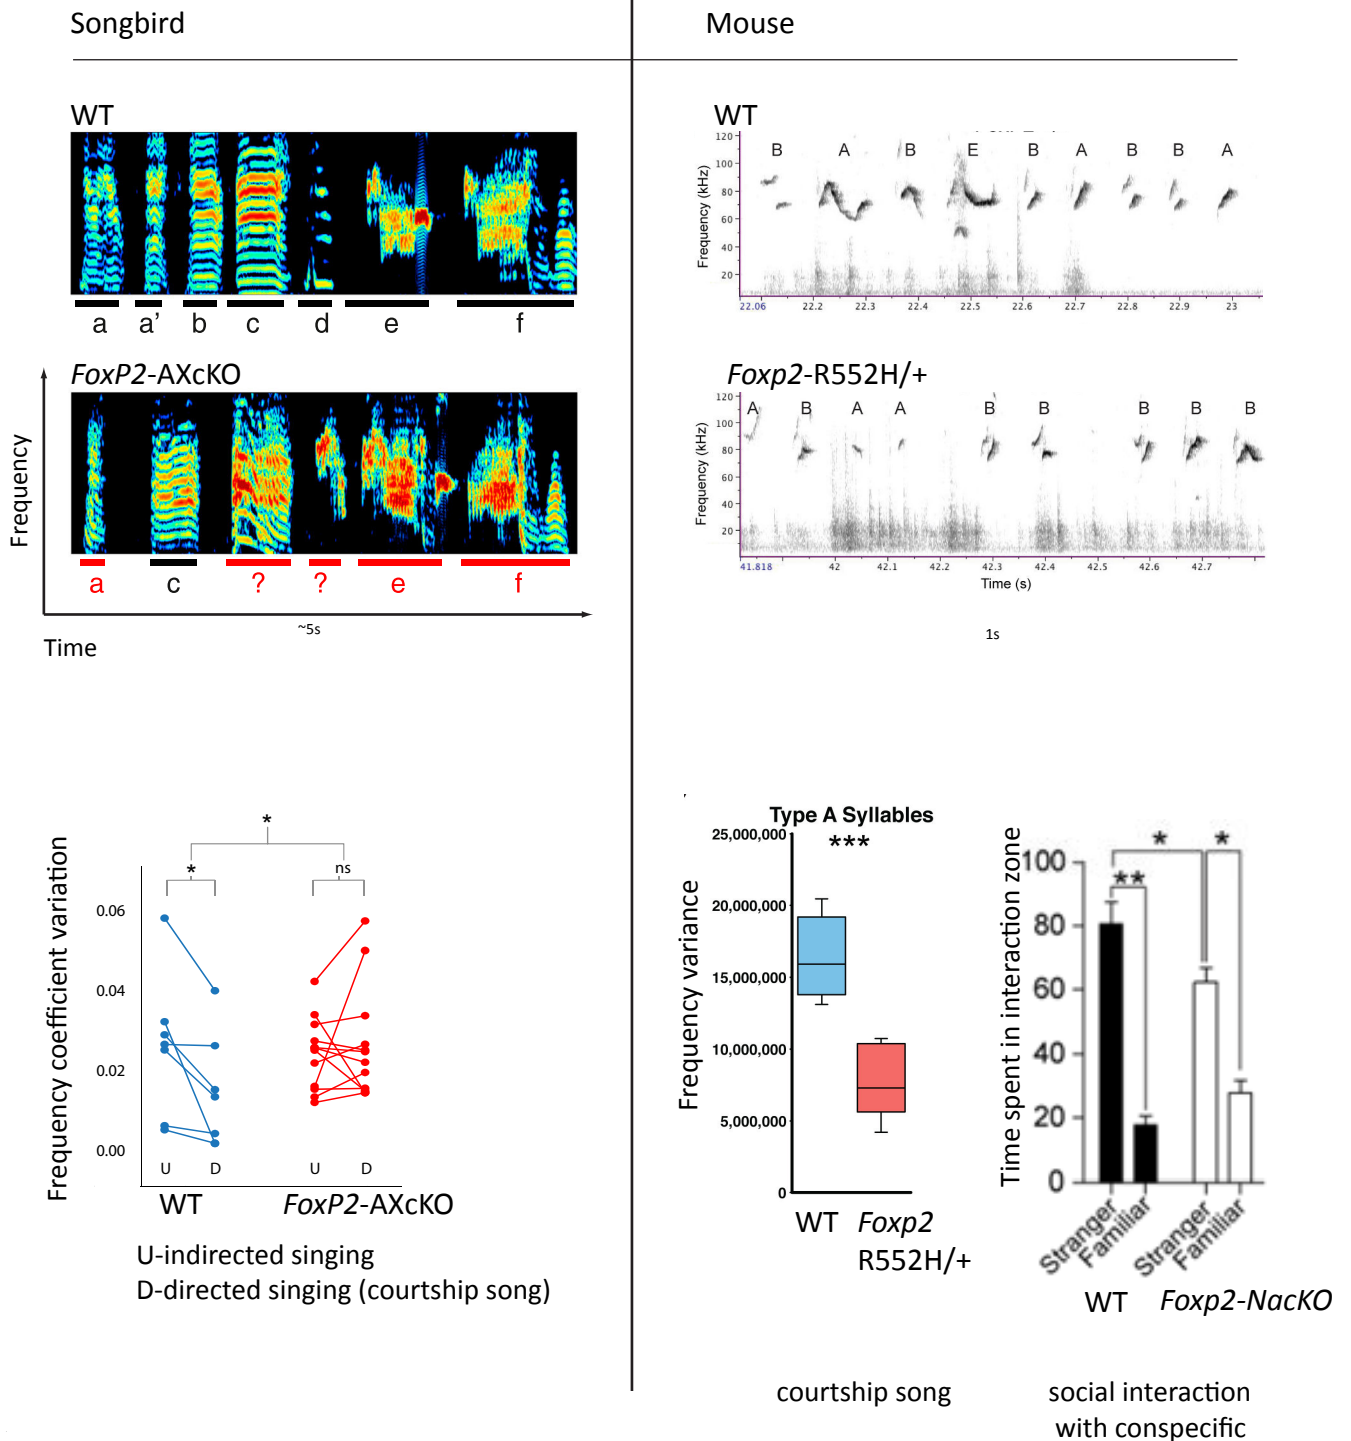 Songbird
WT
a a' b c d e f
FoxP2-AXcKO
a c ? ? e f
Frequency
~5s
Time
*
* ns
Frequency coefficient variation
0.06
0.04
0.02
0.00
U D U D
WT FoxP2-AXcKO
U-indirected singing
D-directed singing (courtship song)
Mouse
WT
B A B E B A B B A
Frequency (kHz)
120
100
80
60
40
20
22.06 22.2 22.3 22.4 22.5 22.6 22.7 22.8 22.9 23
Foxp2-R552H/+
A B A A B B B B B
Frequency (kHz)
120
100
80
60
40
20
41.818 42 42.1 42.2 42.3 42.4 42.5 42.6 42.7
Time (s)
1s
Type A Syllables
***
Frequency variance
25,000,000
20,000,000
15,000,000
10,000,000
5,000,000
0
WT Foxp2
R552H/+
courtship song
* *
**
Time spent in interaction zone
100
80
60
40
20
0
Stranger
Familiar
Stranger
Familiar
WT Foxp2-NacKO
social interaction
with conspecific